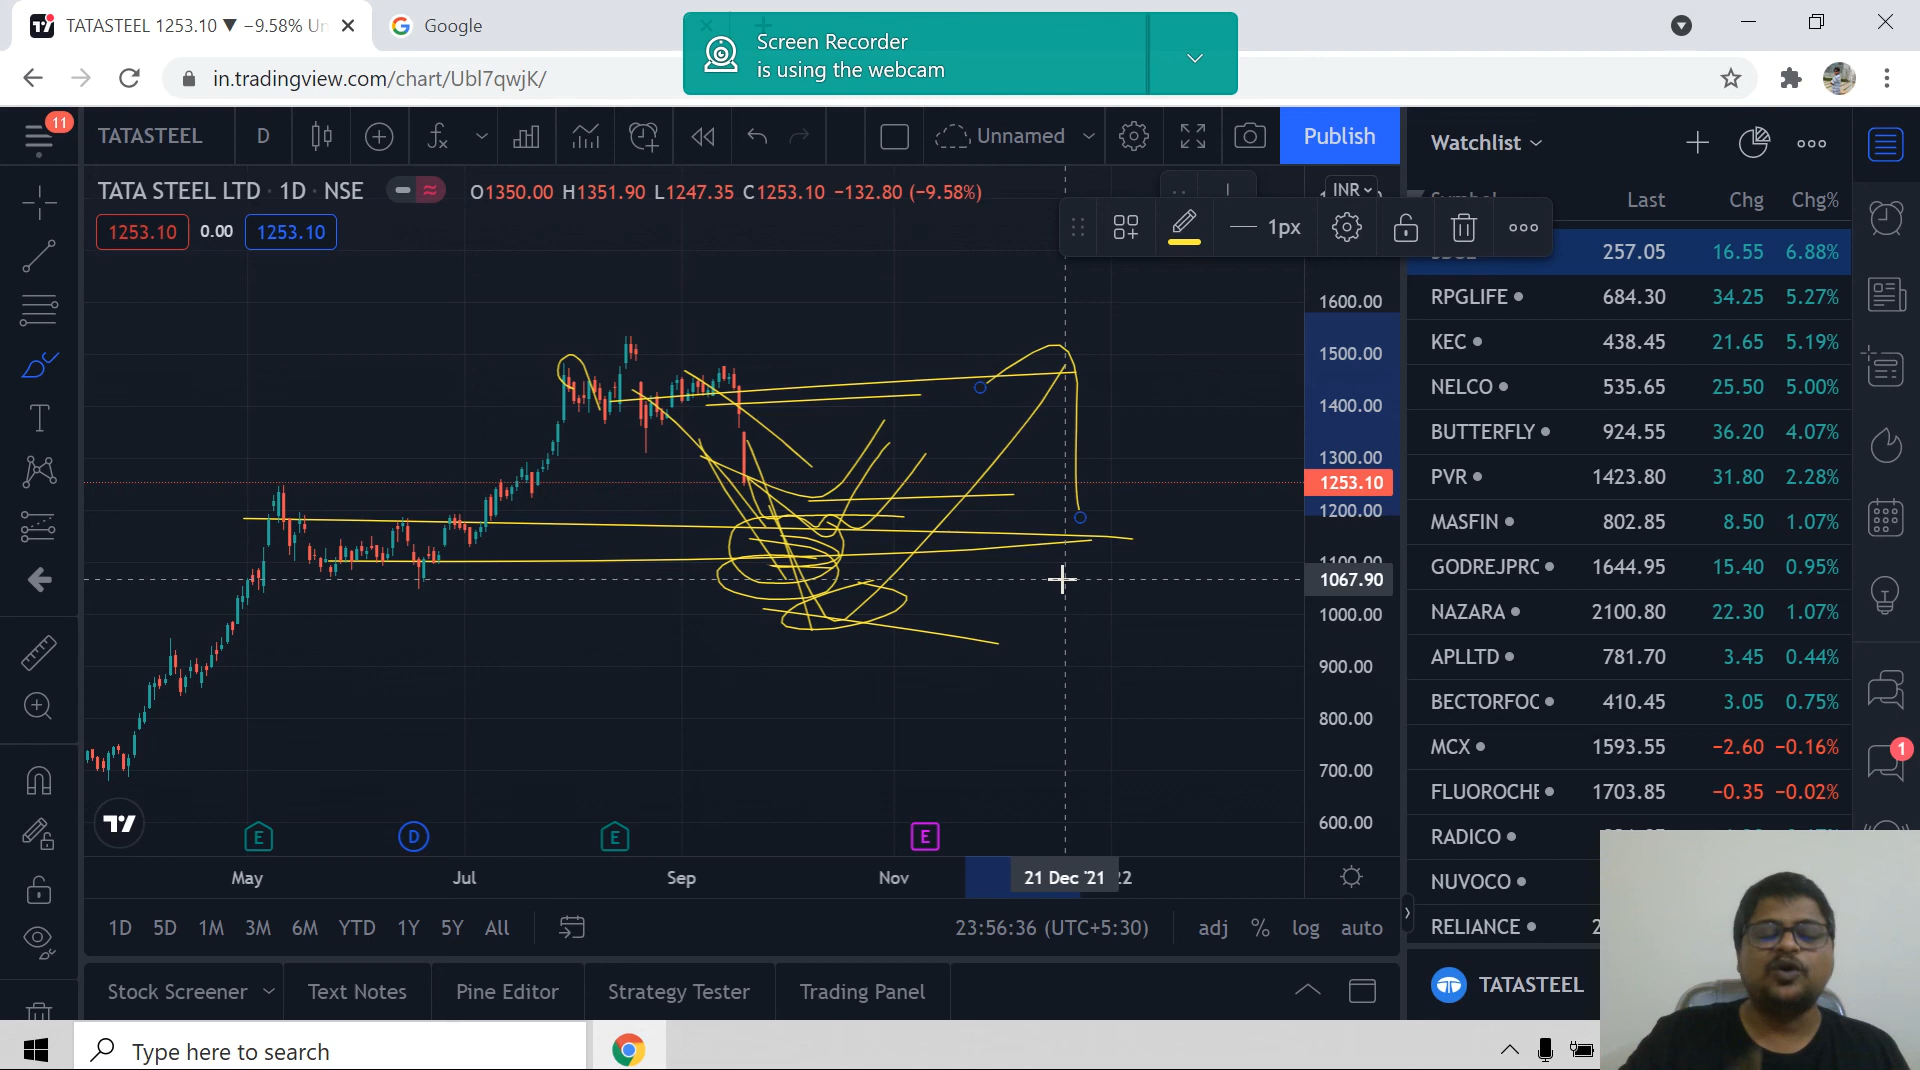 TATASTEEL 1253.10 ▼ −9.58% Un
Google
Screen Recorder
is using the webcam
in.tradingview.com/chart/Ubl7qwjK/
11
TATASTEEL
D
Unnamed
Publish
Watchlist
TATA STEEL LTD · 1D · NSE
O1350.00 H1351.90 L1247.35 C1253.10 −132.80 (−9.58%)
INR
1253.10 0.00 1253.10
1px
Last Chg Chg%
257.05 16.55 6.88%
RPGLIFE 684.30 34.25 5.27%
KEC 438.45 21.65 5.19%
NELCO 535.65 25.50 5.00%
BUTTERFLY 924.55 36.20 4.07%
PVR 1423.80 31.80 2.28%
MASFIN 802.85 8.50 1.07%
GODREJPRC 1644.95 15.40 0.95%
NAZARA 2100.80 22.30 1.07%
APLLTD 781.70 3.45 0.44%
BECTORFOC 410.45 3.05 0.75%
MCX 1593.55 −2.60 −0.16%
FLUOROCHE 1703.85 −0.35 −0.02%
RADICO
NUVOCO
RELIANCE 2
1600.00
1500.00
1400.00
1300.00
1253.10
1200.00
1067.90
1000.00
900.00
800.00
700.00
600.00
E
D
E
E
May
Jul
Sep
Nov
21 Dec '21
22
1D 5D 1M 3M 6M YTD 1Y 5Y All
23:56:36 (UTC+5:30)
adj % log auto
1
Stock Screener
Text Notes
Pine Editor
Strategy Tester
Trading Panel
TATASTEEL
Type here to search